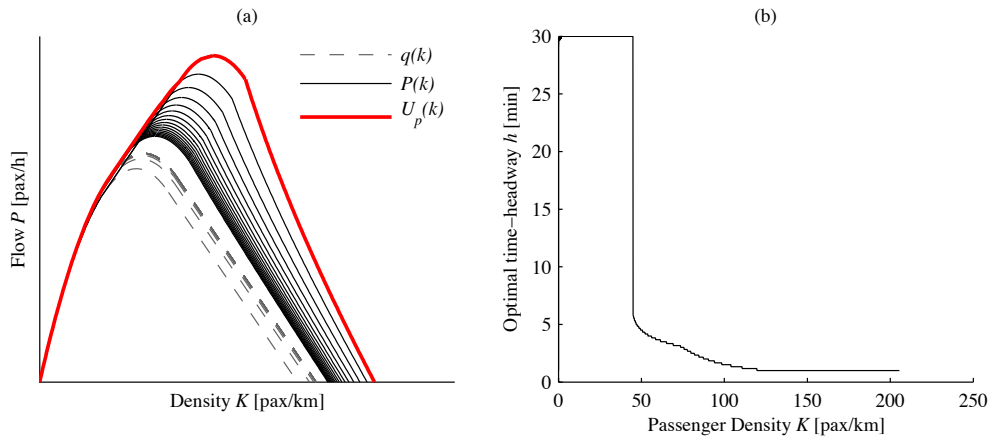 (a)
q(k)
P(k)
U_p(k)
Flow P [pax/h]
Density K [pax/km]
(b)
30
25
20
15
10
5
0
0 50 100 150 200 250
Optimal time−headway h [min]
Passenger Density K [pax/km]